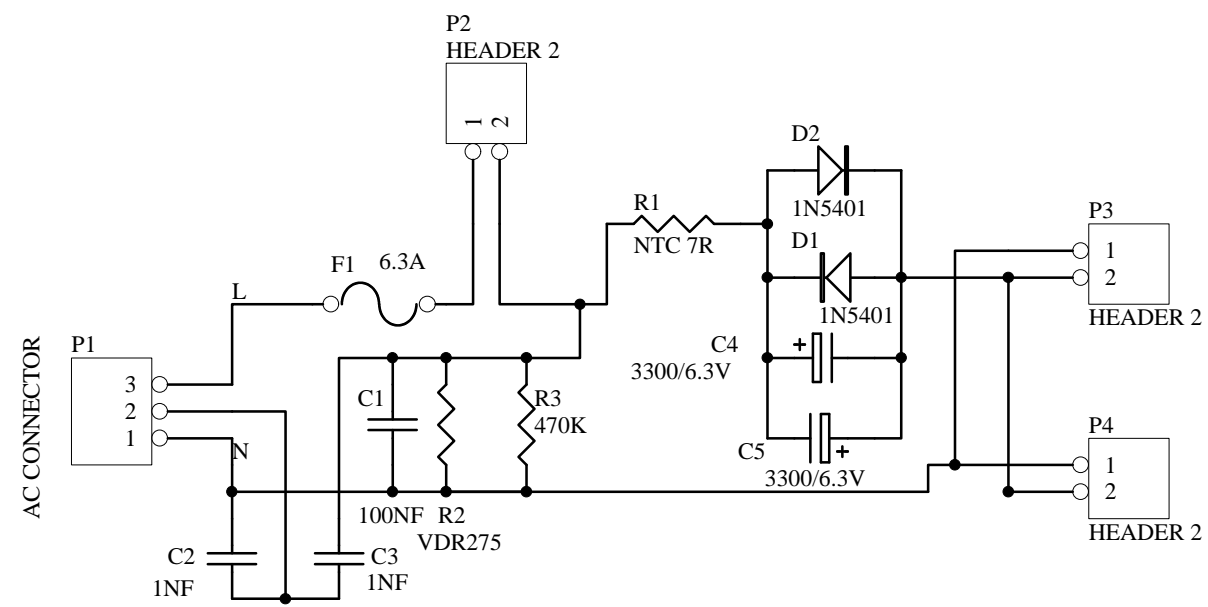 P2
HEADER 2
1
2
D2
1N5401
R1
NTC 7R
D1
1N5401
P3
1
2
HEADER 2
F1
6.3A
L
C4
3300/6.3V
+
P1
3
2
1
AC CONNECTOR
N
C1
R3
470K
C5
+
3300/6.3V
P4
1
2
HEADER 2
100NF
R2
VDR275
C2
1NF
C3
1NF